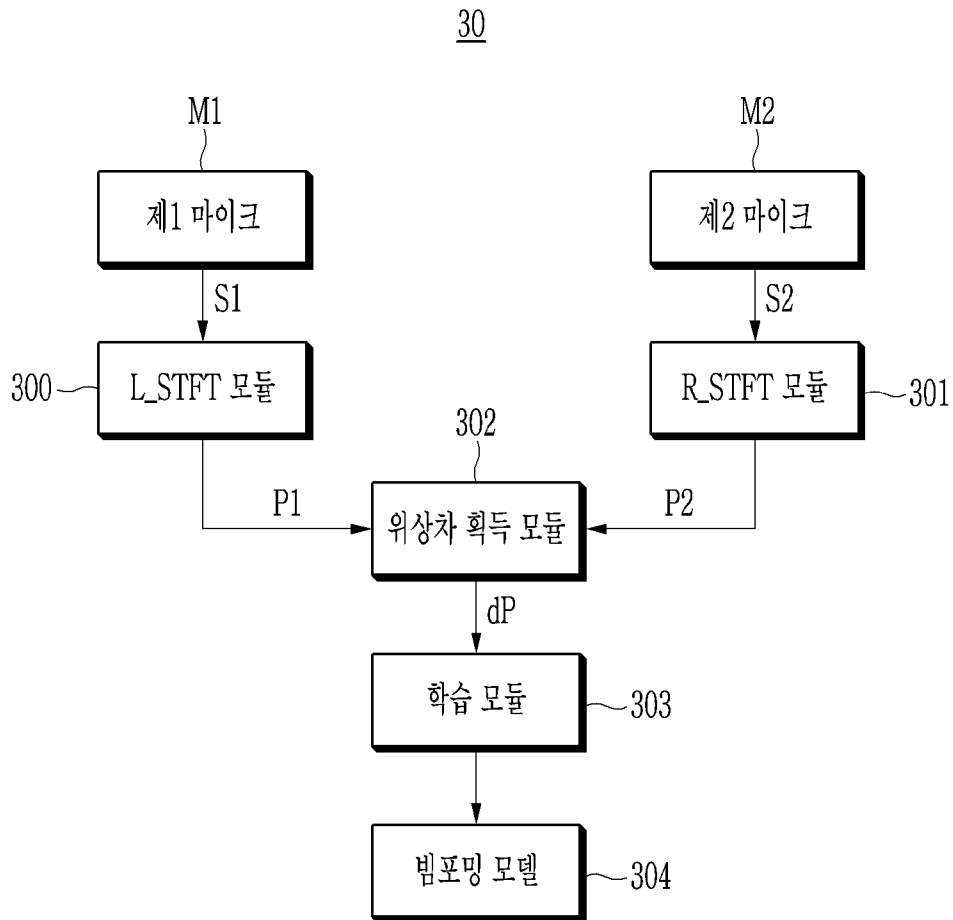 30
M1
M2
제1 마이크
제2 마이크
S1
S2
300
L_STFT 모듈
R_STFT 모듈
301
302
P1
P2
위상차 획득 모듈
dP
학습 모듈
303
빔포밍 모델
304